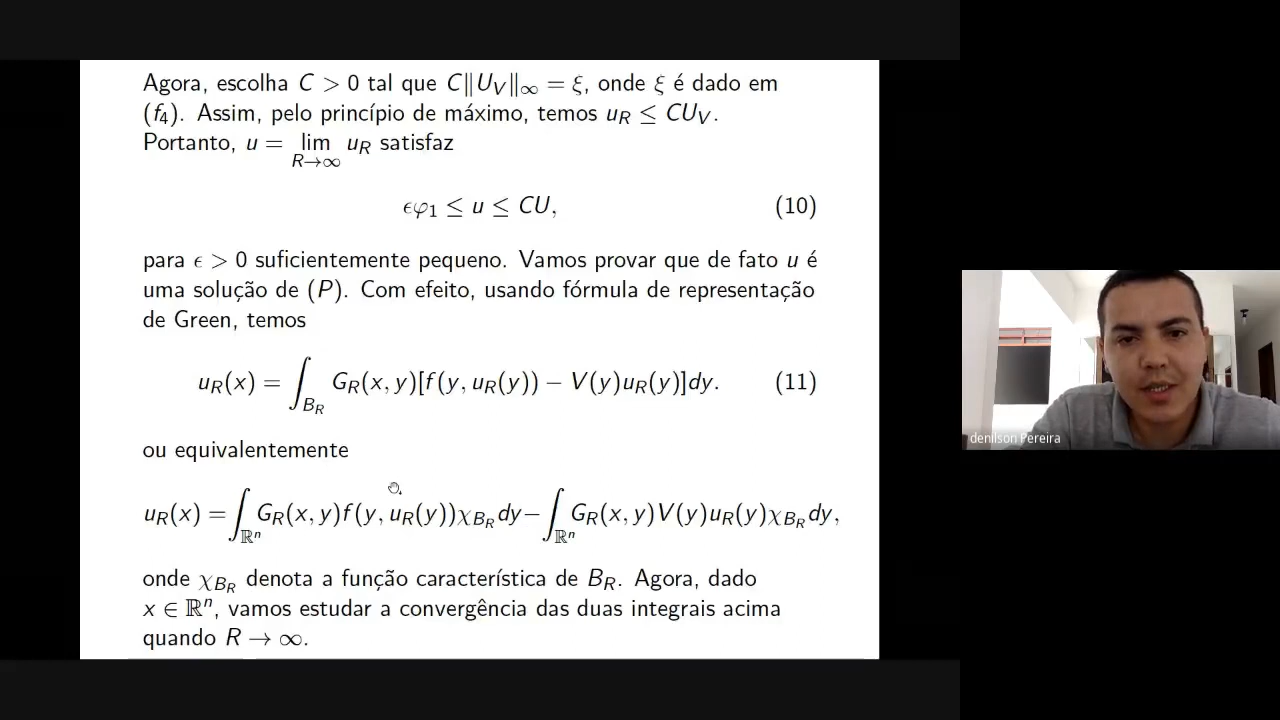 Agora, escolha C > 0 tal que C‖U_V‖_∞ = ξ, onde ξ é dado em
(f_4). Assim, pelo princípio de máximo, temos u_R ≤ CU_V.
Portanto, u = lim_{R→∞} u_R satisfaz
ϵφ_1 ≤ u ≤ CU, (10)
para ϵ > 0 suficientemente pequeno. Vamos provar que de fato u é
uma solução de (P). Com efeito, usando fórmula de representação
de Green, temos
u_R(x) = ∫_{B_R} G_R(x, y)[f(y, u_R(y)) − V(y)u_R(y)]dy. (11)
ou equivalentemente
u_R(x) = ∫_{ℝ^n} G_R(x, y)f(y, u_R(y))χ_{B_R} dy − ∫_{ℝ^n} G_R(x, y)V(y)u_R(y)χ_{B_R} dy,
onde χ_{B_R} denota a função característica de B_R. Agora, dado
x ∈ ℝ^n, vamos estudar a convergência das duas integrais acima
quando R → ∞.
denilson Pereira